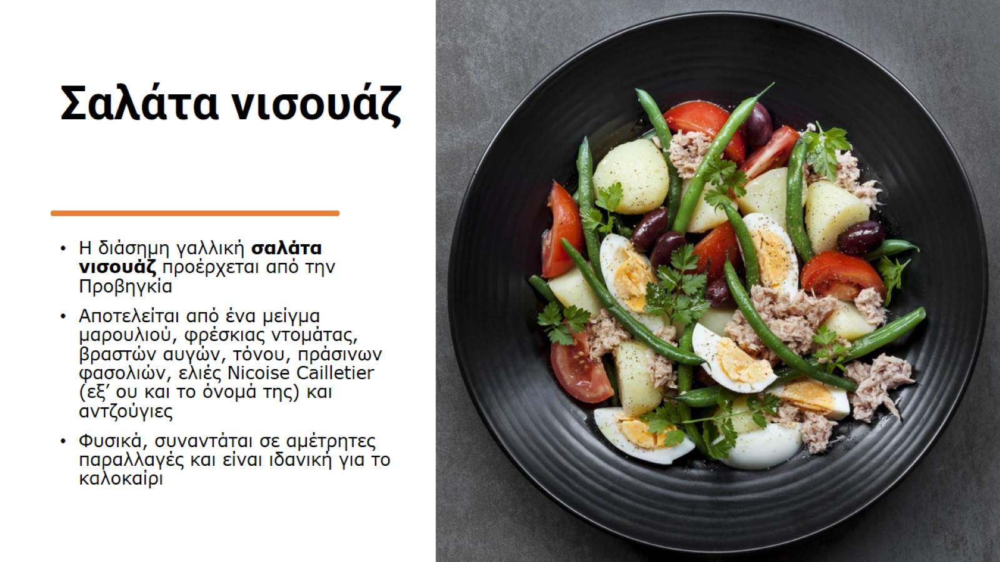 Σαλάτα νισουάζ
• Η διάσημη γαλλική σαλάτα
νισουάζ προέρχεται από την
Προβηγκία
• Αποτελείται από ένα μείγμα
μαρουλιού, φρέσκιας ντομάτας,
βραστών αυγών, τόνου, πράσινων
φασολιών, ελιές Nicoise Cailletier
(εξ’ ου και το όνομά της) και
αντζούγιες
• Φυσικά, συναντάται σε αμέτρητες
παραλλαγές και είναι ιδανική για το
καλοκαίρι